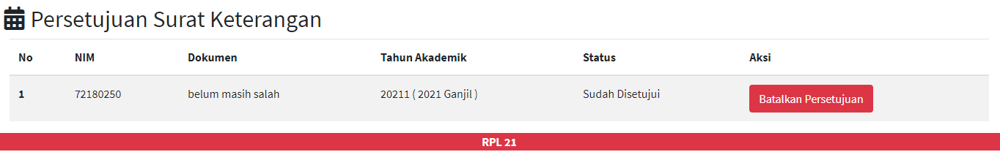 Persetujuan Surat Keterangan
No NIM Dokumen Tahun Akademik Status Aksi
1 72180250 belum masih salah 20211 ( 2021 Ganjil ) Sudah Disetujui Batalkan Persetujuan
RPL 21